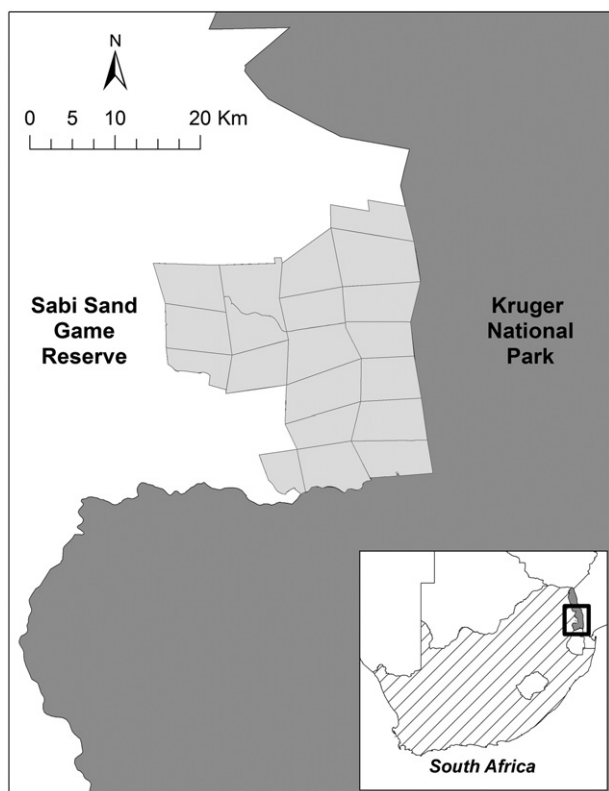 N
0 5 10 20 Km
Sabi Sand
Game
Reserve
Kruger
National
Park
South Africa